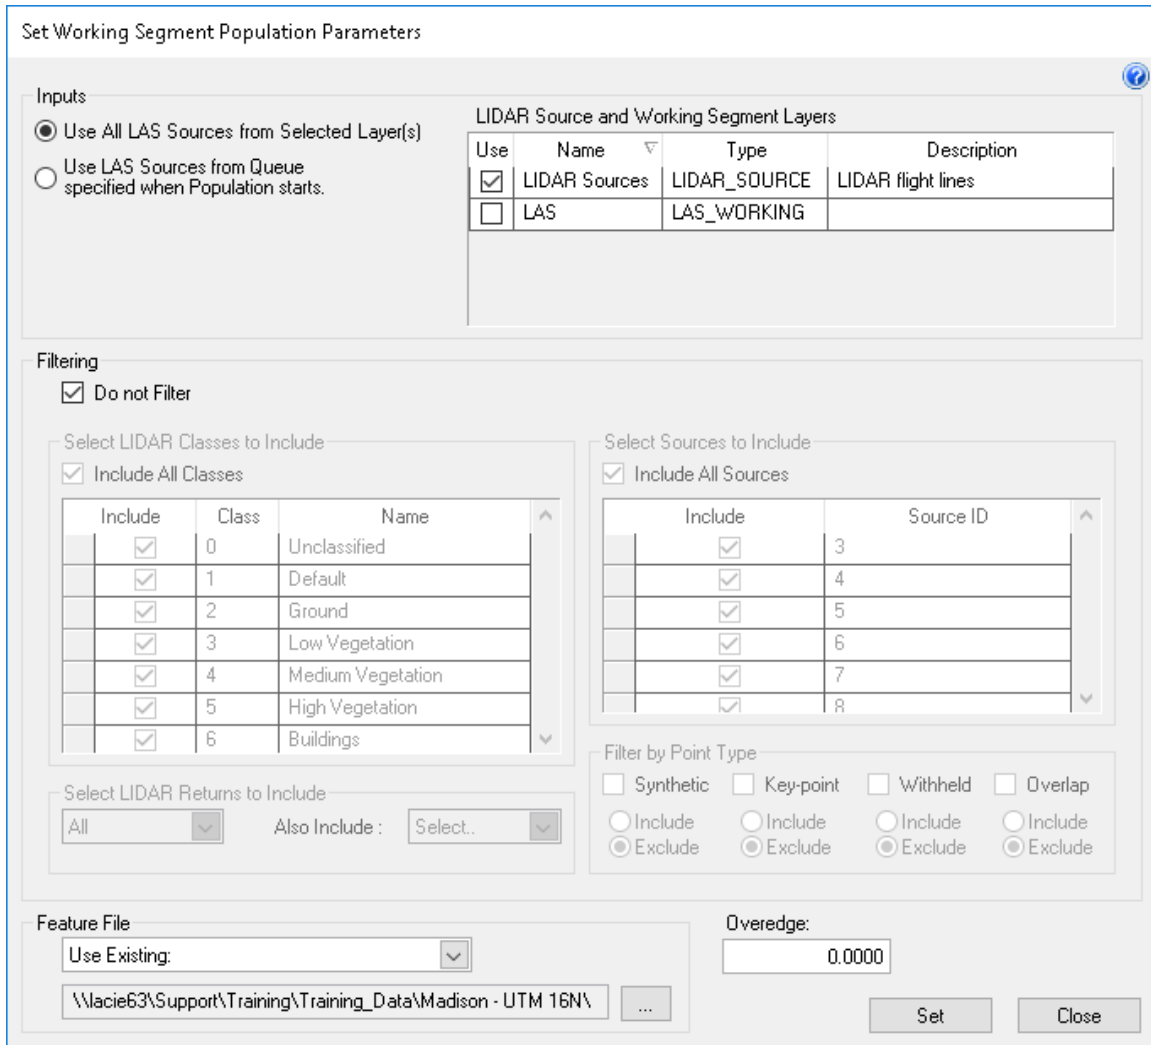 Set Working Segment Population Parameters
Inputs
Use All LAS Sources from Selected Layer(s)
Use LAS Sources from Queue
specified when Population starts.
LIDAR Source and Working Segment Layers
Use Name Type Description
LIDAR Sources LIDAR_SOURCE LIDAR flight lines
LAS LAS_WORKING
Filtering
Do not Filter
Select LIDAR Classes to Include
Include All Classes
Include Class Name
0 Unclassified
1 Default
2 Ground
3 Low Vegetation
4 Medium Vegetation
5 High Vegetation
6 Buildings
Select LIDAR Returns to Include
All Also Include : Select..
Select Sources to Include
Include All Sources
Include Source ID
3
4
5
6
7
8
Filter by Point Type
Synthetic Key-point Withheld Overlap
Include Include Include Include
Exclude Exclude Exclude Exclude
Feature File
Use Existing:
\\lacie63\Support\Training\Training_Data\Madison - UTM 16N\
...
Overedge:
0.0000
Set Close